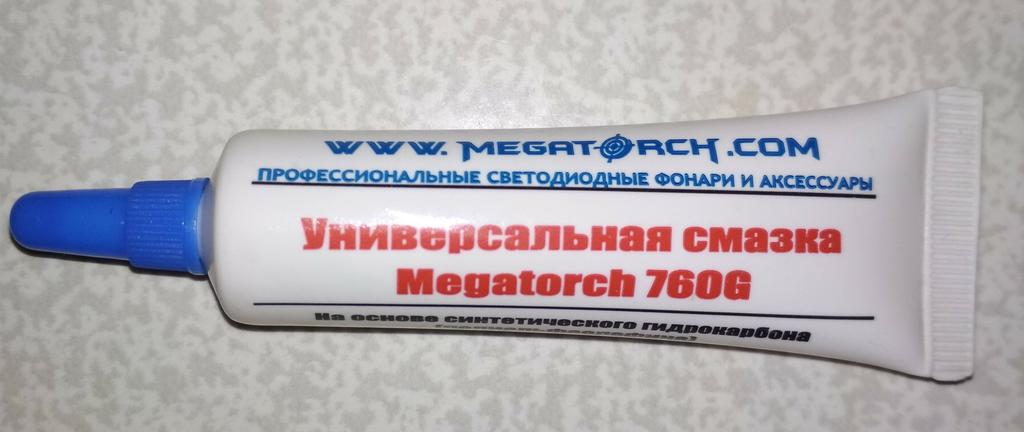 WWW.MEGATORCH.COM
ПРОФЕССИОНАЛЬНЫЕ СВЕТОДИОДНЫЕ ФОНАРИ И АКСЕССУАРЫ
Универсальная смазка
Megatorch 760G
На основе синтетического гидрокарбона